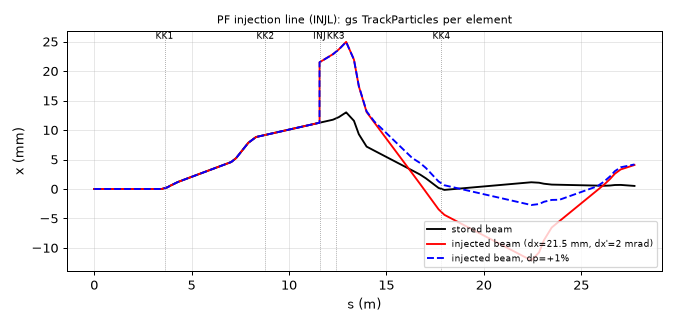 PF injection line (INJL): gs TrackParticles per element
KK1
KK2
INJ
KK3
KK4
25
20
15
10
5
0
−5
−10
x (mm)
stored beam
injected beam (dx=21.5 mm, dx'=2 mrad)
injected beam, dp=+1%
0
5
10
15
20
25
s (m)